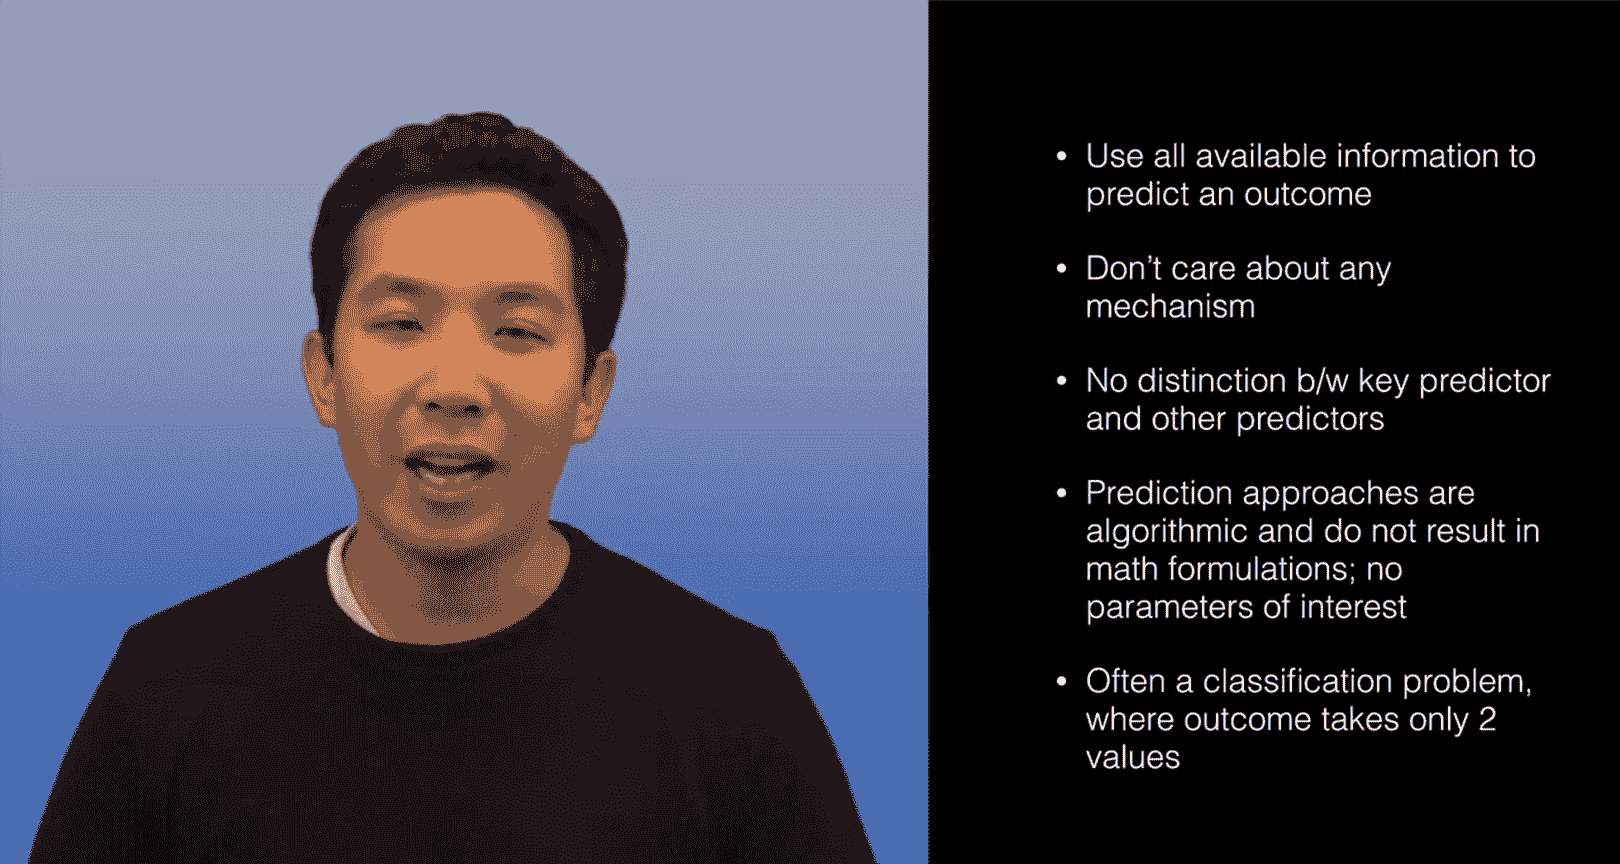 • Use all available information to
predict an outcome
• Don't care about any
mechanism
• No distinction b/w key predictor
and other predictors
• Prediction approaches are
algorithmic and do not result in
math formulations; no
parameters of interest
• Often a classification problem,
where outcome takes only 2
values